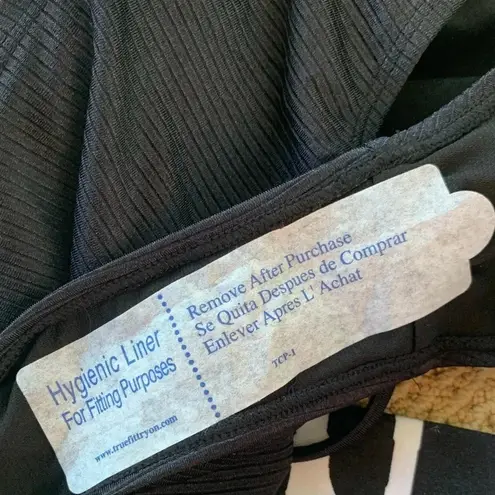 Hygienic Liner
For Fitting Purposes
www.truefittryon.com
Remove After Purchase
Se Quita Despues de Comprar
Enlever Apres L' Achat
TCP-1